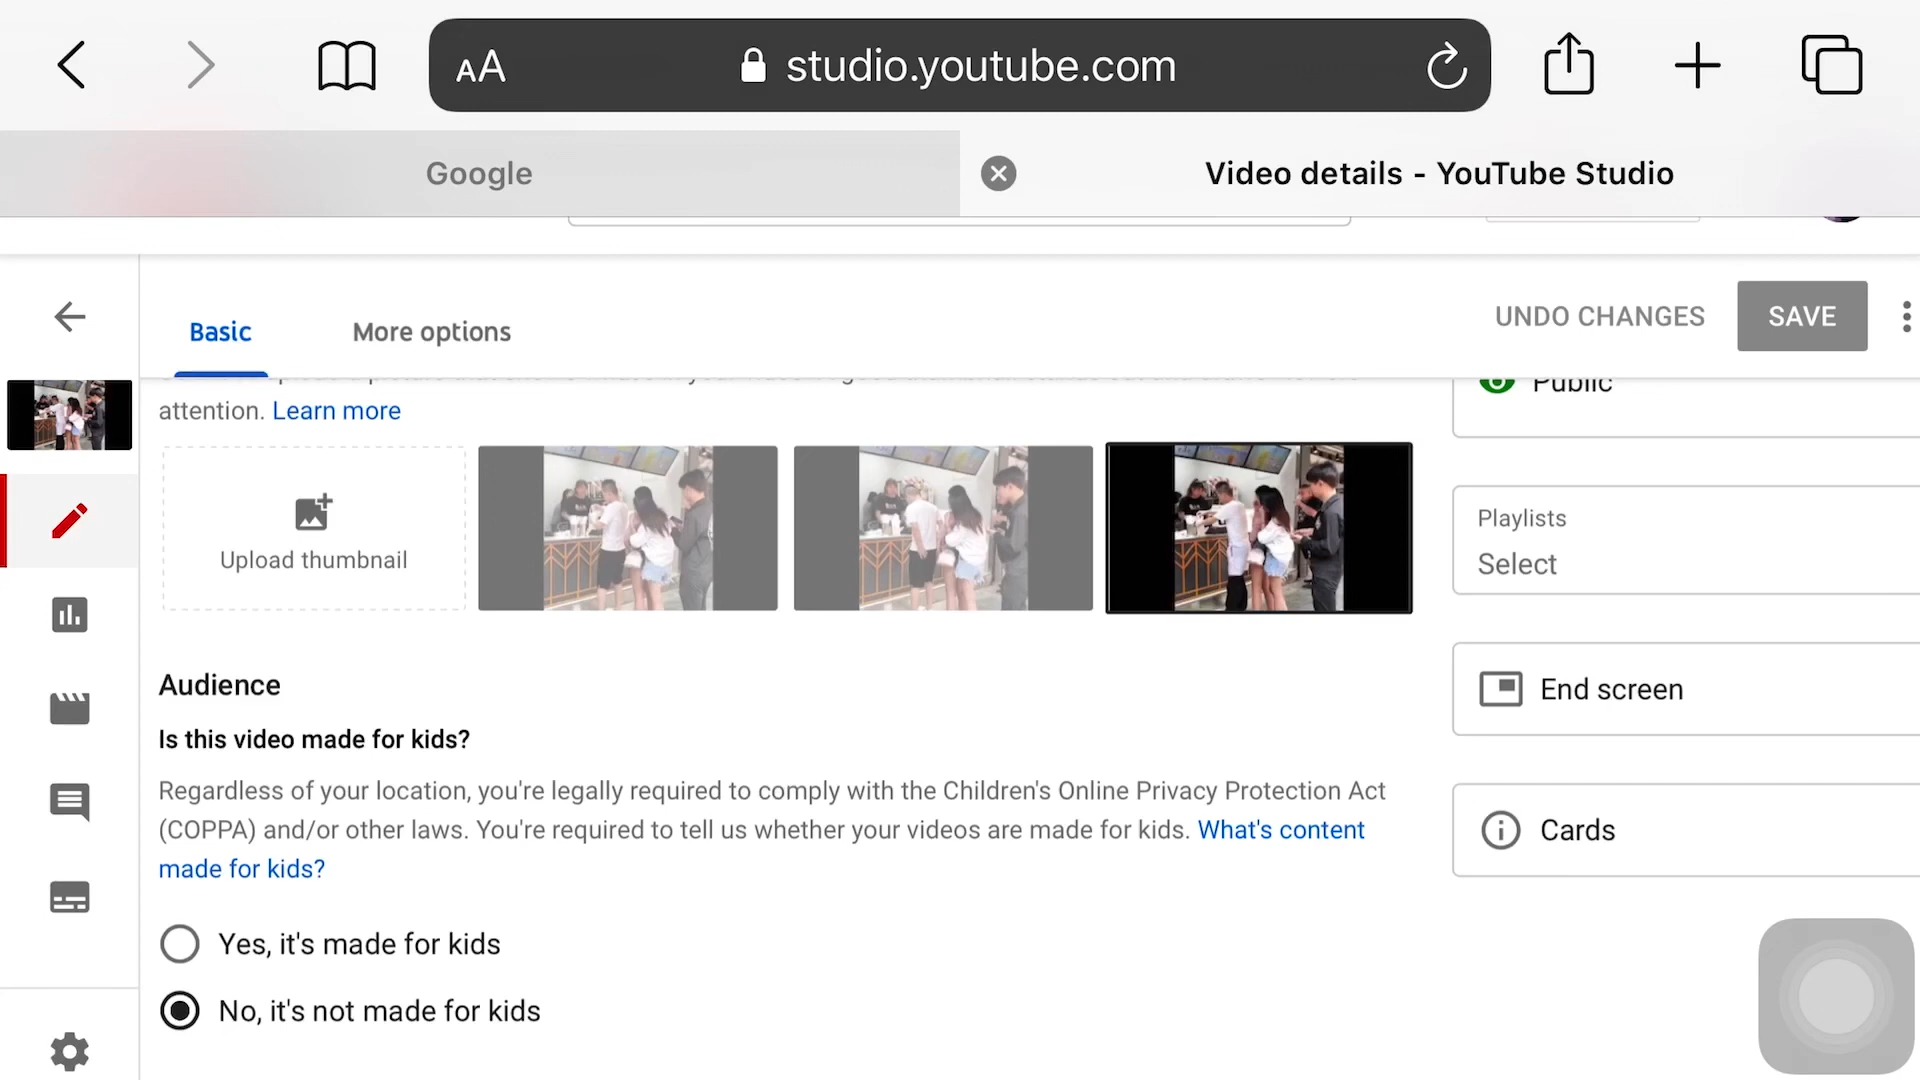 AA studio.youtube.com
Google
Video details - YouTube Studio
Basic
More options
UNDO CHANGES
SAVE
attention. Learn more
Public
Upload thumbnail
Playlists
Select
Audience
End screen
Is this video made for kids?
Regardless of your location, you're legally required to comply with the Children's Online Privacy Protection Act
(COPPA) and/or other laws. You're required to tell us whether your videos are made for kids. What's content
made for kids?
Cards
Yes, it's made for kids
No, it's not made for kids